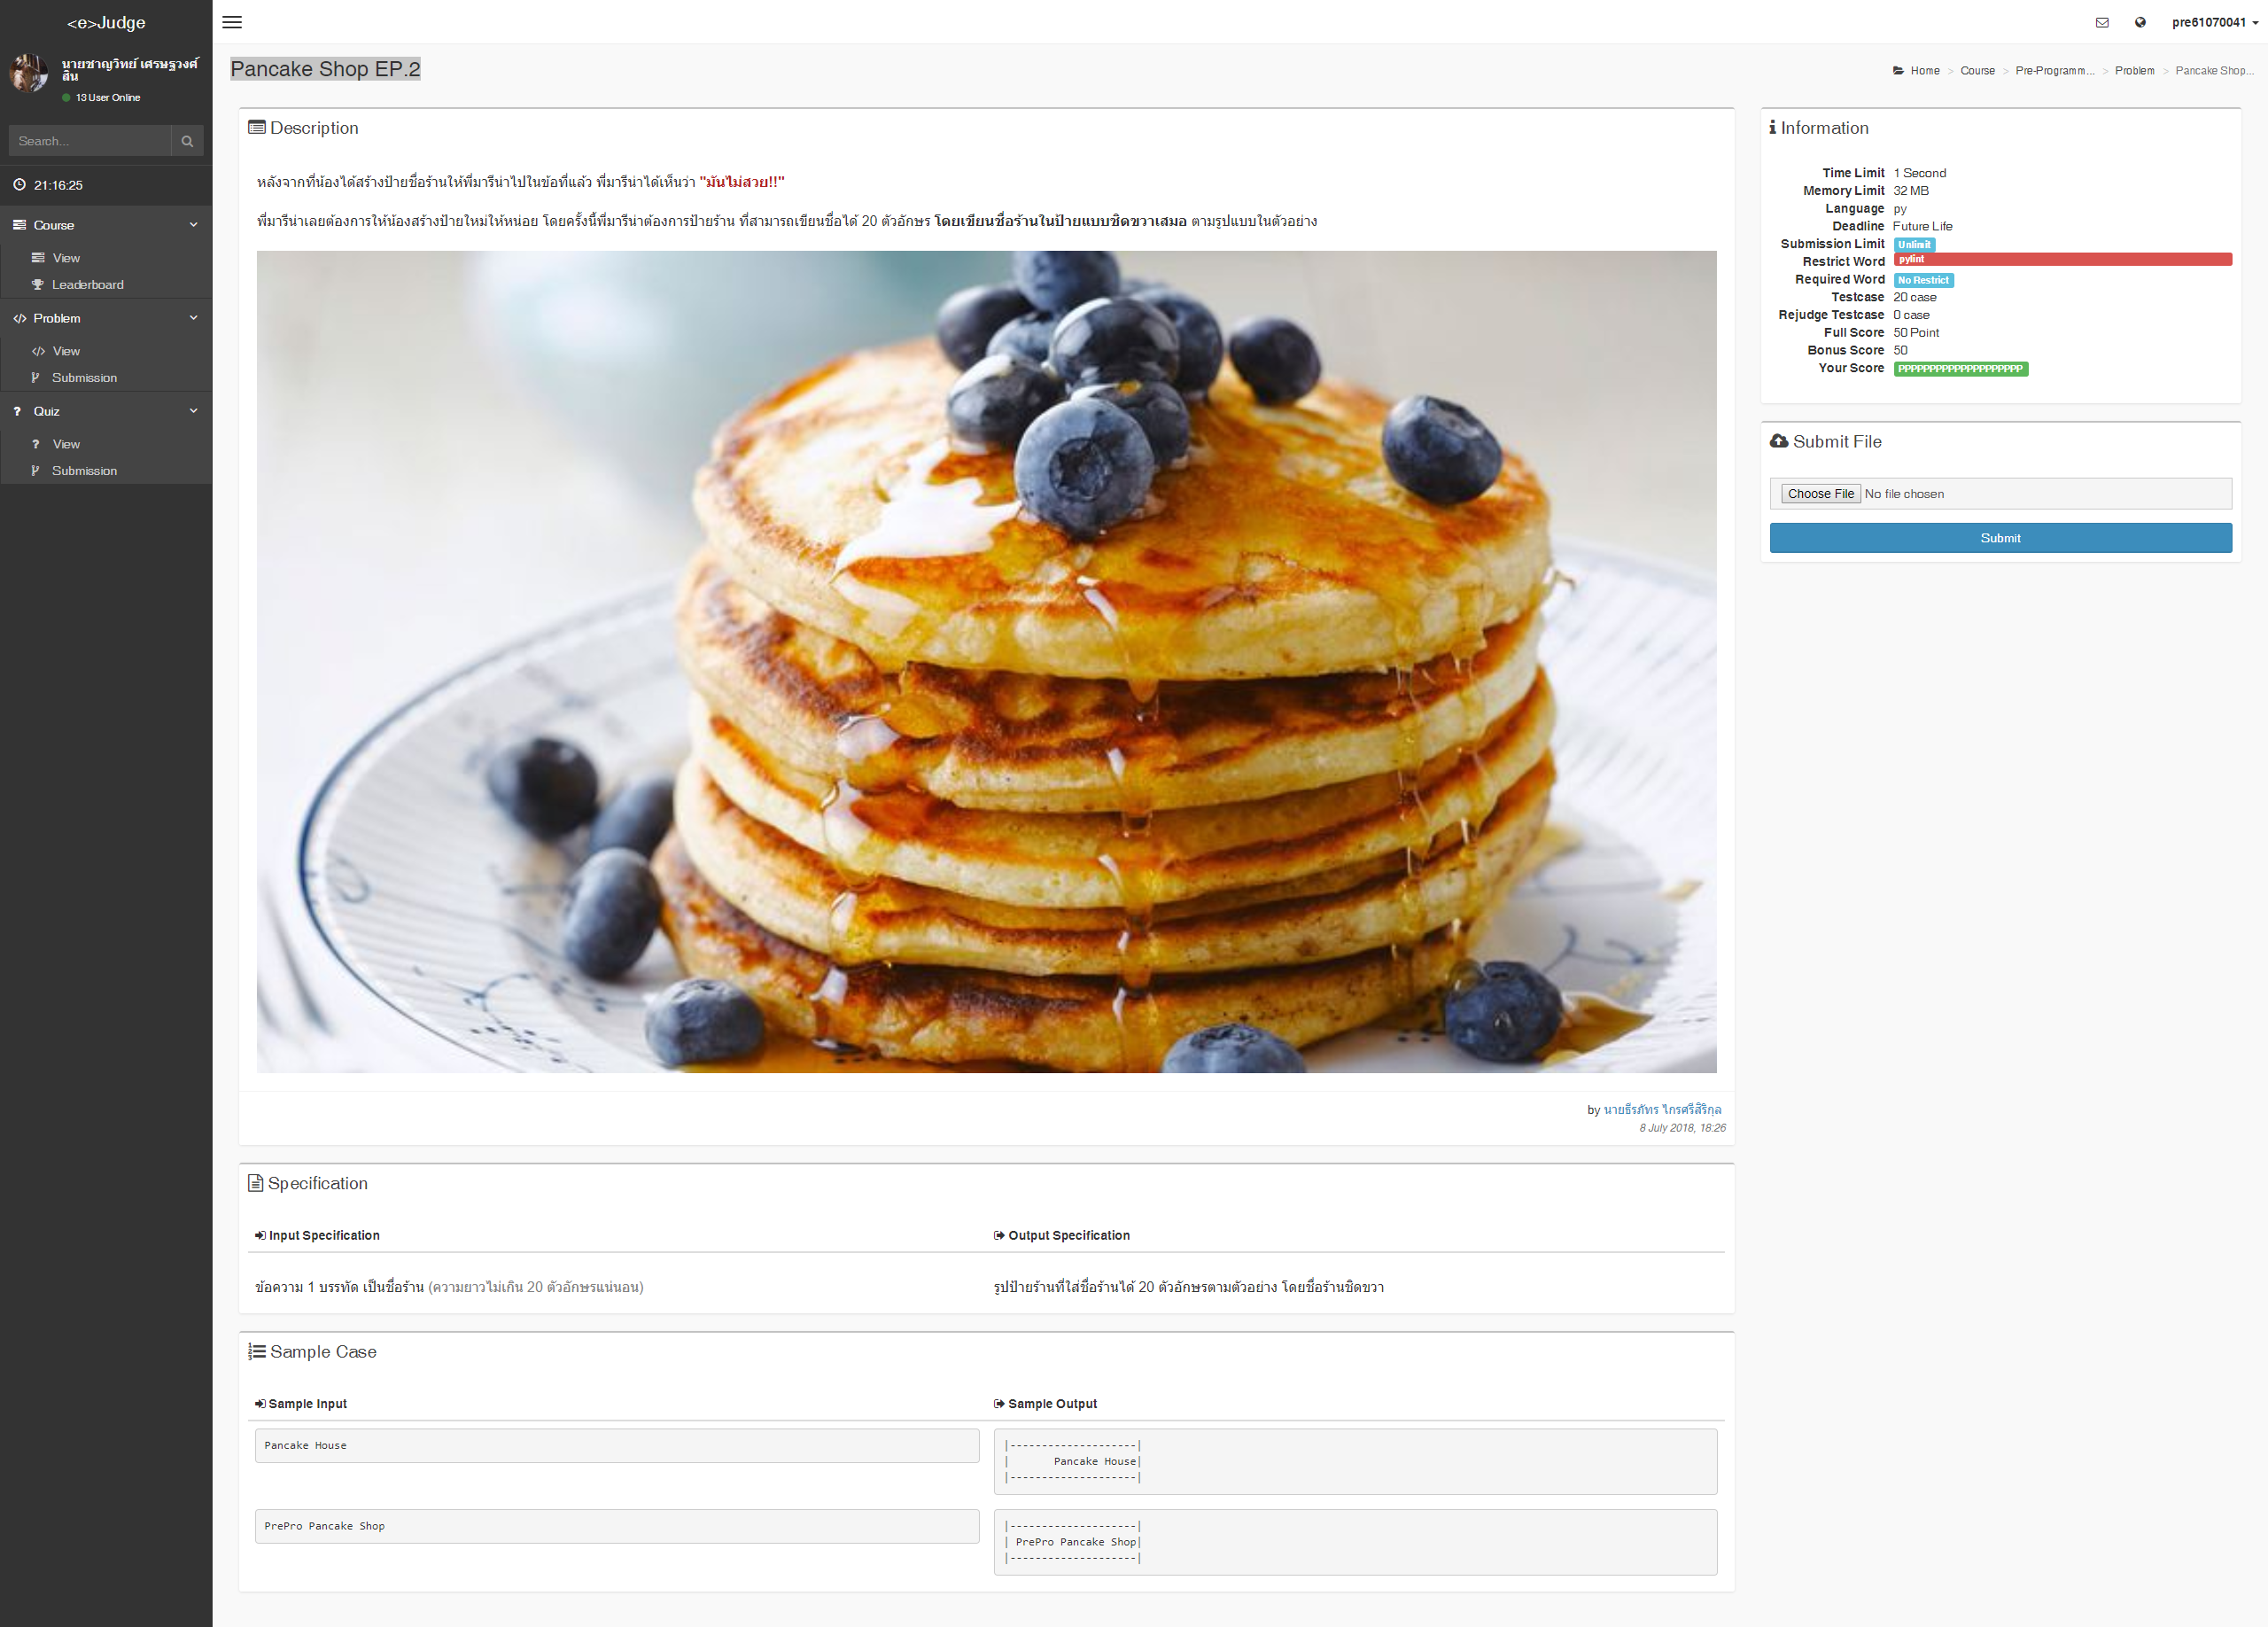 <e>Judge
pre61070041
นายชาญวิทย์ เศรษฐวงศ์
สิน
13 User Online
Search...
21:16:25
Course
View
Leaderboard
Problem
View
Submission
Quiz
View
Submission
Pancake Shop EP.2
Home > Course > Pre-Programm... > Problem > Pancake Shop...
Description
หลังจากที่น้องได้สร้างป้ายชื่อร้านให้พี่มารีน่าไปในข้อที่แล้ว พี่มารีน่าได้เห็นว่า "มันไม่สวย!!"
พี่มารีน่าเลยต้องการให้น้องสร้างป้ายใหม่ให้หน่อย โดยครั้งนี้พี่มารีน่าต้องการป้ายร้าน ที่สามารถเขียนชื่อได้ 20 ตัวอักษร โดยเขียนชื่อร้านในป้ายแบบชิดขวาเสมอ ตามรูปแบบในตัวอย่าง
by นายธีรภัทร ไกรศรีสิริกุล
8 July 2018, 18:26
Information
Time Limit 1 Second
Memory Limit 32 MB
Language py
Deadline Future Life
Submission Limit Unlimit
Restrict Word pylint
Required Word No Restrict
Testcase 20 case
Rejudge Testcase 0 case
Full Score 50 Point
Bonus Score 50
Your Score PPPPPPPPPPPPPPPPPPPP
Submit File
Choose File No file chosen
Submit
Specification
Input Specification
Output Specification
ข้อความ 1 บรรทัด เป็นชื่อร้าน (ความยาวไม่เกิน 20 ตัวอักษรแน่นอน)
รูปป้ายร้านที่ใส่ชื่อร้านได้ 20 ตัวอักษรตามตัวอย่าง โดยชื่อร้านชิดขวา
Sample Case
Sample Input
Sample Output
Pancake House
|--------------------|
|       Pancake House|
|--------------------|
PrePro Pancake Shop
|--------------------|
| PrePro Pancake Shop|
|--------------------|